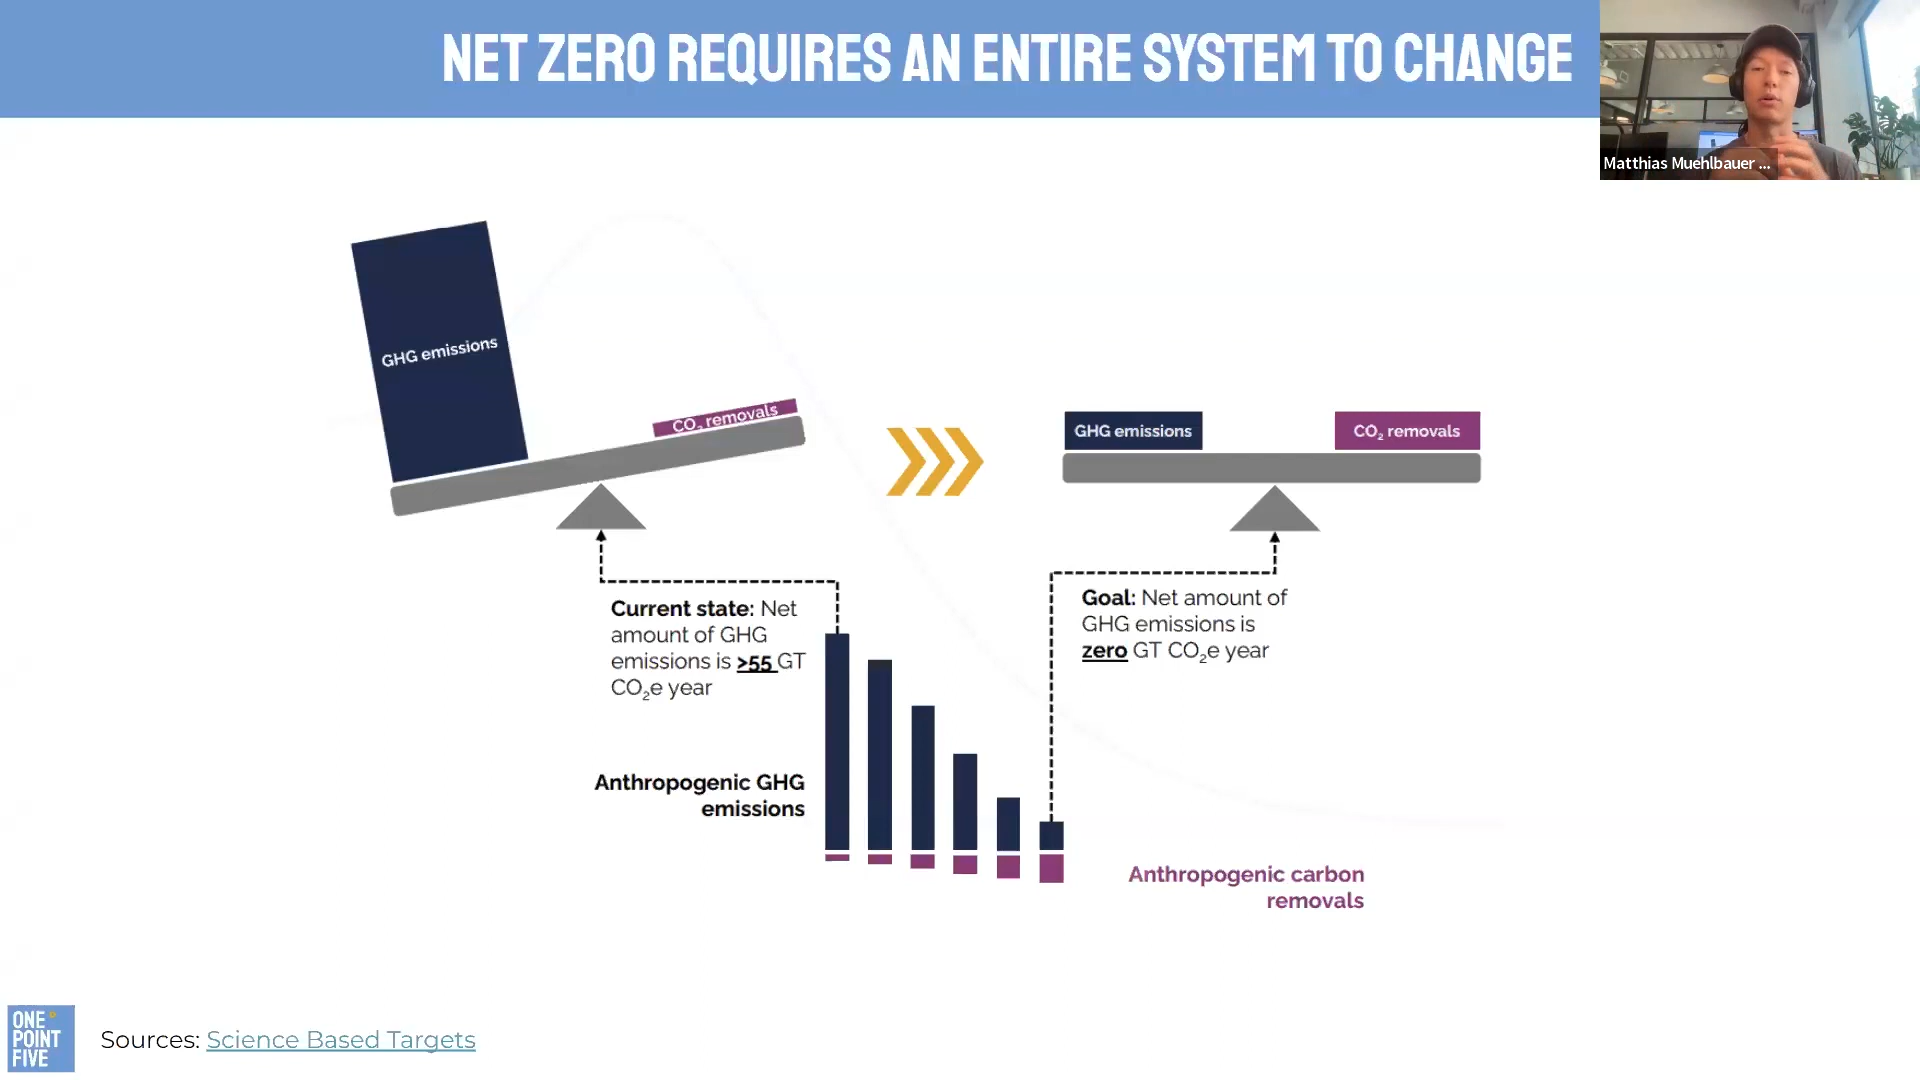 NET ZERO REQUIRES AN ENTIRE SYSTEM TO CHANGE
Matthias Muehlbauer ...
GHG emissions
CO₂ removals
GHG emissions
CO₂ removals
Current state: Net
amount of GHG
emissions is >55 GT
CO₂e year
Goal: Net amount of
GHG emissions is
zero GT CO₂e year
Anthropogenic GHG
emissions
Anthropogenic carbon
removals
ONE
POINT
FIVE
Sources: Science Based Targets